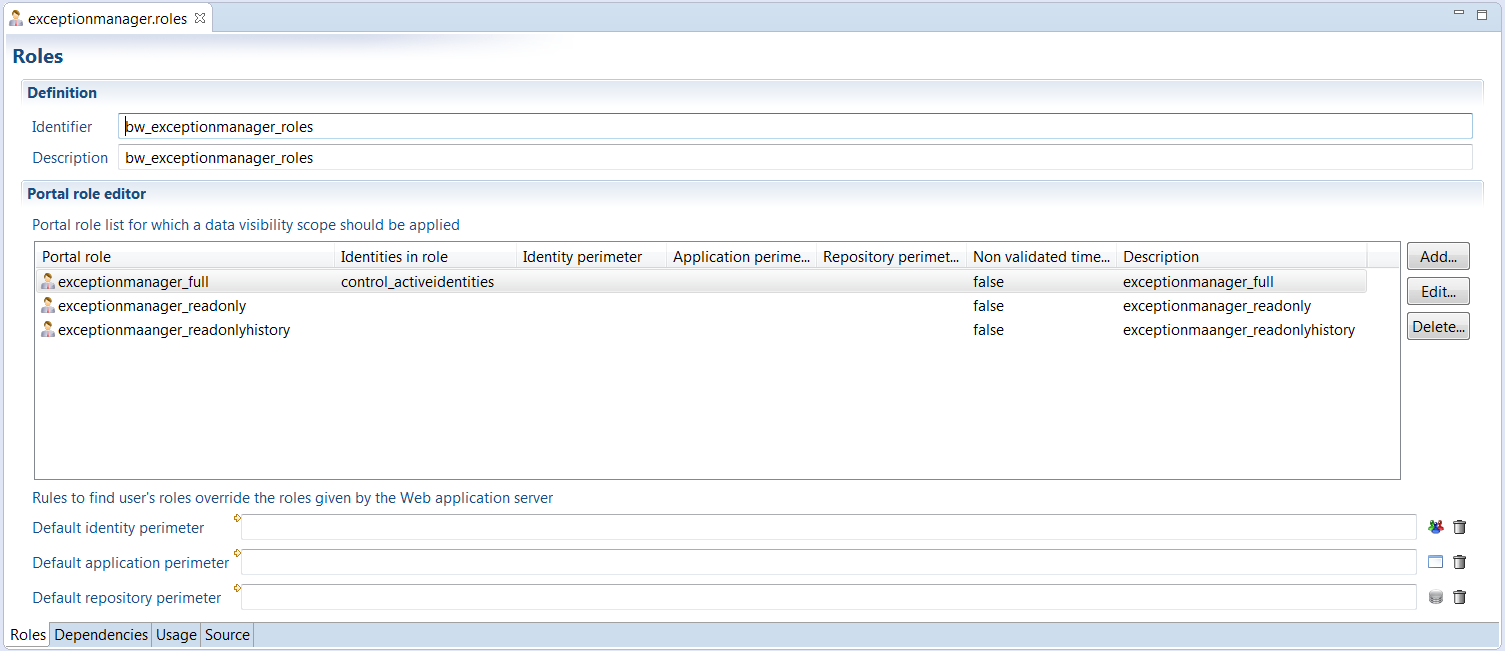 exceptionmanager.roles
Roles
Definition
Identifier bw_exceptionmanager_roles
Description bw_exceptionmanager_roles
Portal role editor
Portal role list for which a data visibility scope should be applied
Portal role Identities in role Identity perimeter Application perime... Repository perimet... Non validated time... Description
Add...
exceptionmanager_full control_activeidentities false exceptionmanager_full
Edit...
exceptionmanager_readonly false exceptionmanager_readonly
exceptionmaanger_readonlyhistory false exceptionmaanger_readonlyhistory
Delete...
Rules to find user's roles override the roles given by the Web application server
Default identity perimeter
Default application perimeter
Default repository perimeter
Roles Dependencies Usage Source